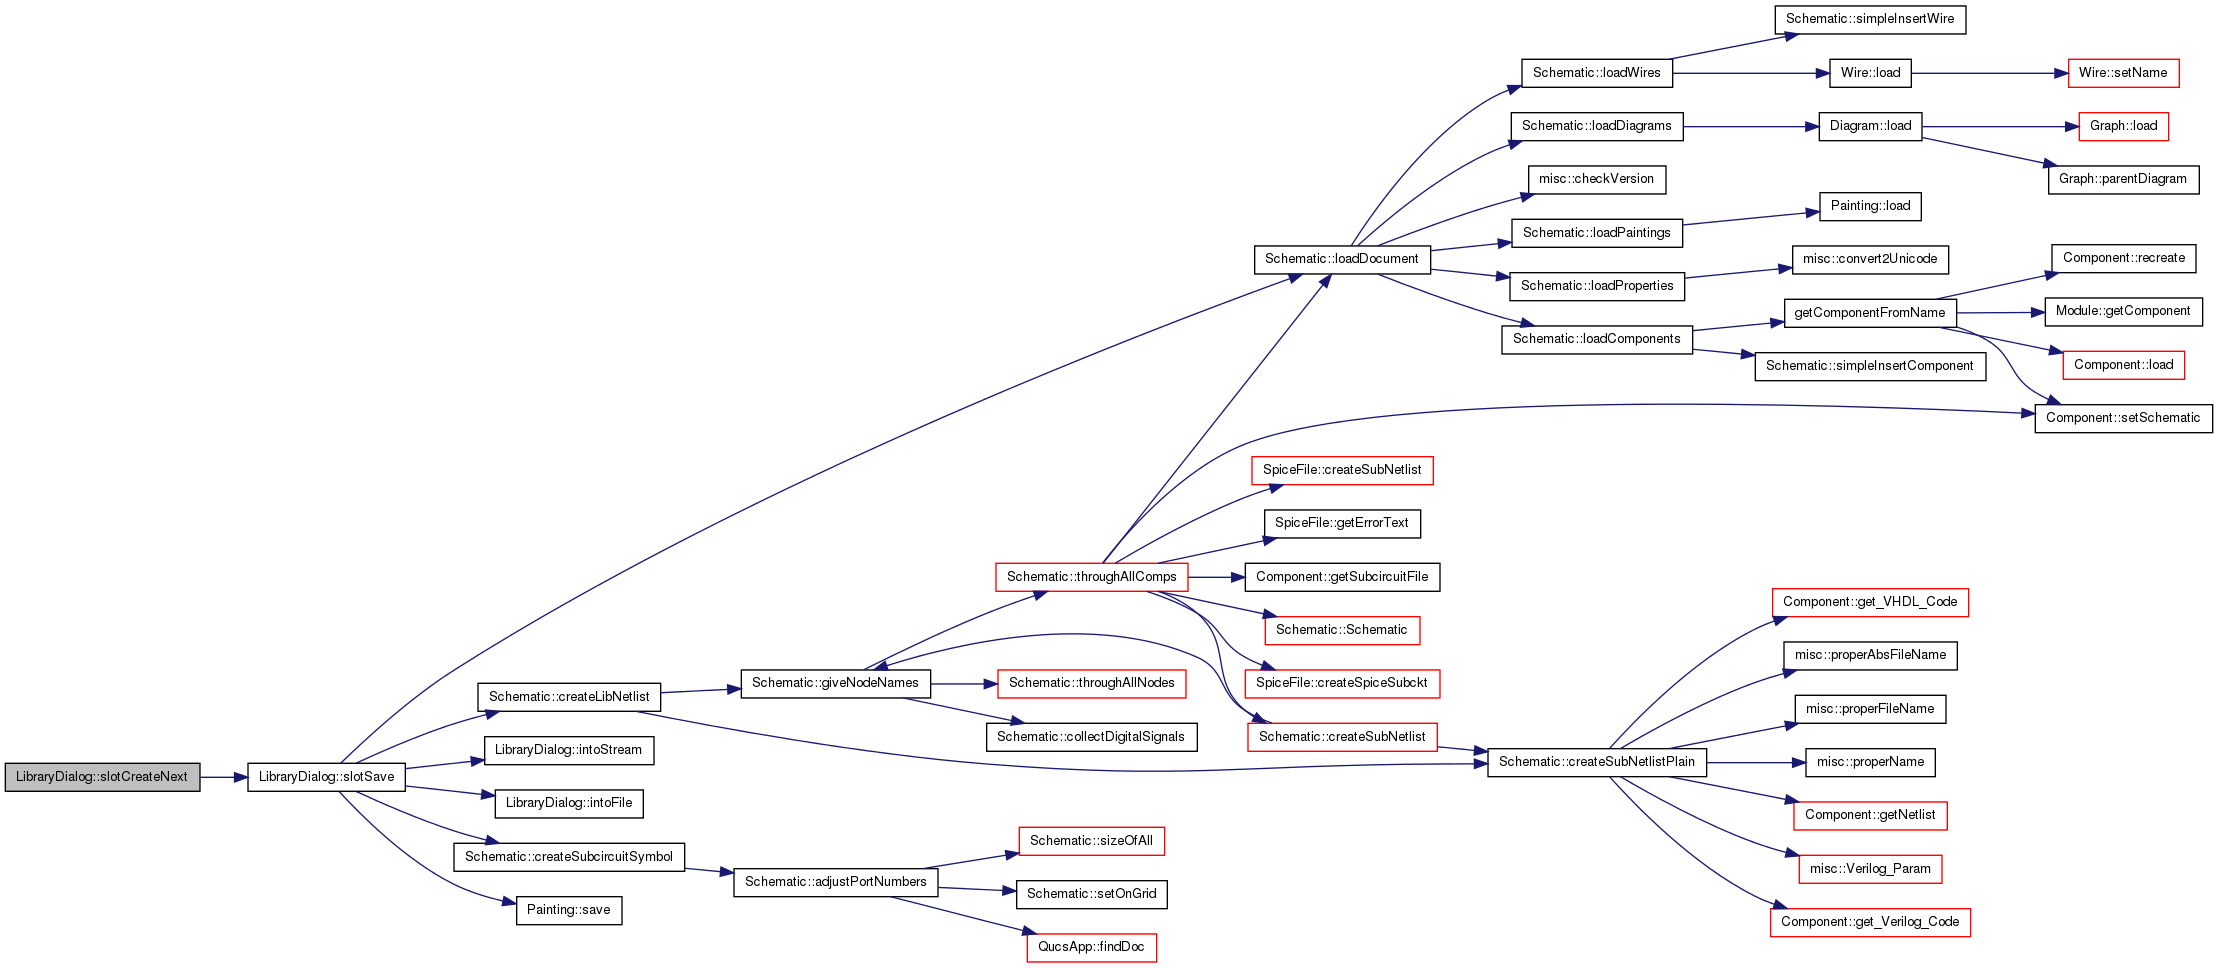 Schematic::simpleInsertWire
Schematic::loadWires
Wire::load
Wire::setName
Schematic::loadDiagrams
Diagram::load
Graph::load
misc::checkVersion
Graph::parentDiagram
Painting::load
Schematic::loadPaintings
Schematic::loadDocument
misc::convert2Unicode
Component::recreate
Schematic::loadProperties
getComponentFromName
Module::getComponent
Schematic::loadComponents
Schematic::simpleInsertComponent
Component::load
Component::setSchematic
SpiceFile::createSubNetlist
SpiceFile::getErrorText
Schematic::throughAllComps
Component::getSubcircuitFile
Component::get_VHDL_Code
Schematic::Schematic
misc::properAbsFileName
Schematic::giveNodeNames
Schematic::throughAllNodes
SpiceFile::createSpiceSubckt
Schematic::createLibNetlist
misc::properFileName
Schematic::collectDigitalSignals
Schematic::createSubNetlist
LibraryDialog::intoStream
Schematic::createSubNetlistPlain
misc::properName
LibraryDialog::slotCreateNext
LibraryDialog::slotSave
LibraryDialog::intoFile
Component::getNetlist
Schematic::sizeOfAll
Schematic::createSubcircuitSymbol
misc::Verilog_Param
Schematic::adjustPortNumbers
Schematic::setOnGrid
Painting::save
Component::get_Verilog_Code
QucsApp::findDoc